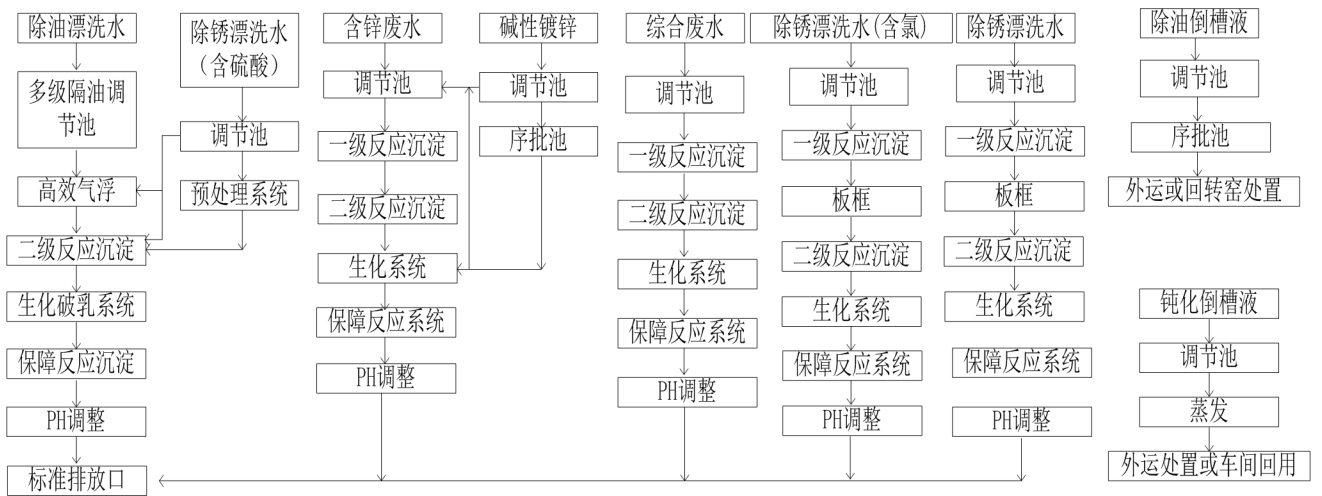 除油漂洗水
多级隔油调
节池
高效气浮
二级反应沉淀
生化破乳系统
保障反应沉淀
PH调整
标准排放口
除锈漂洗水
（含硫酸）
调节池
预处理系统
含锌废水
调节池
一级反应沉淀
二级反应沉淀
生化系统
保障反应系统
PH调整
碱性镀锌
调节池
序批池
综合废水
调节池
一级反应沉淀
二级反应沉淀
生化系统
保障反应系统
PH调整
除锈漂洗水(含氯)
调节池
一级反应沉淀
板框
二级反应沉淀
生化系统
保障反应系统
PH调整
除锈漂洗水
调节池
一级反应沉淀
板框
二级反应沉淀
生化系统
保障反应系统
PH调整
除油倒槽液
调节池
序批池
外运或回转窑处置
钝化倒槽液
调节池
蒸发
外运处置或车间回用